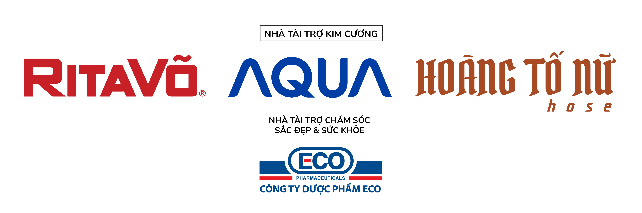 NHÀ TÀI TRỢ KIM CƯƠNG
RITAVÕ®
AQUA
HOÀNG TỐ NỮ
hose
NHÀ TÀI TRỢ CHĂM SÓC
SẮC ĐẸP & SỨC KHỎE
ECO
PHARMACEUTICALS
CÔNG TY DƯỢC PHẨM ECO